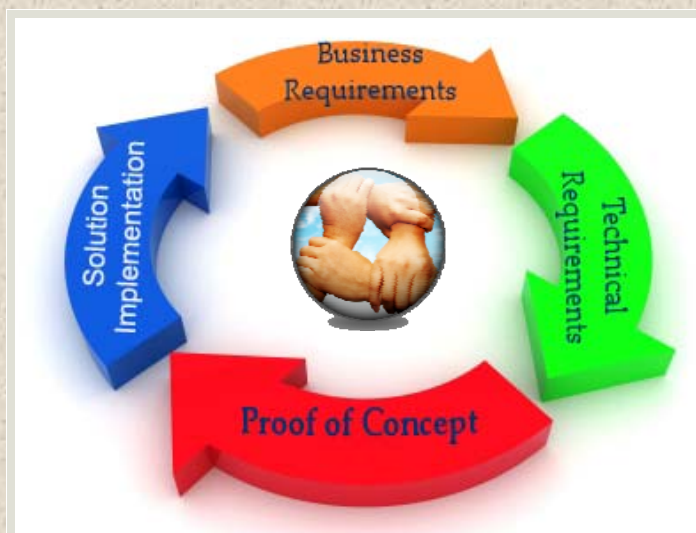 Business
Requirements
Technical
Requirements
Proof of Concept
Solution
Implementation